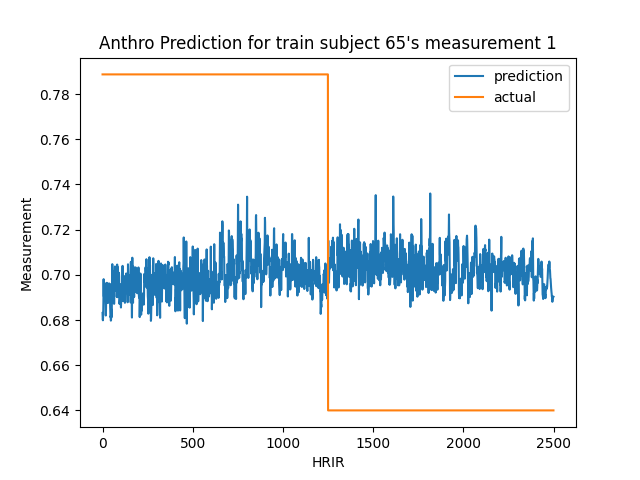 Anthro Prediction for train subject 65's measurement 1
prediction
actual
Measurement
0.78
0.76
0.74
0.72
0.70
0.68
0.66
0.64
0 500 1000 1500 2000 2500
HRIR